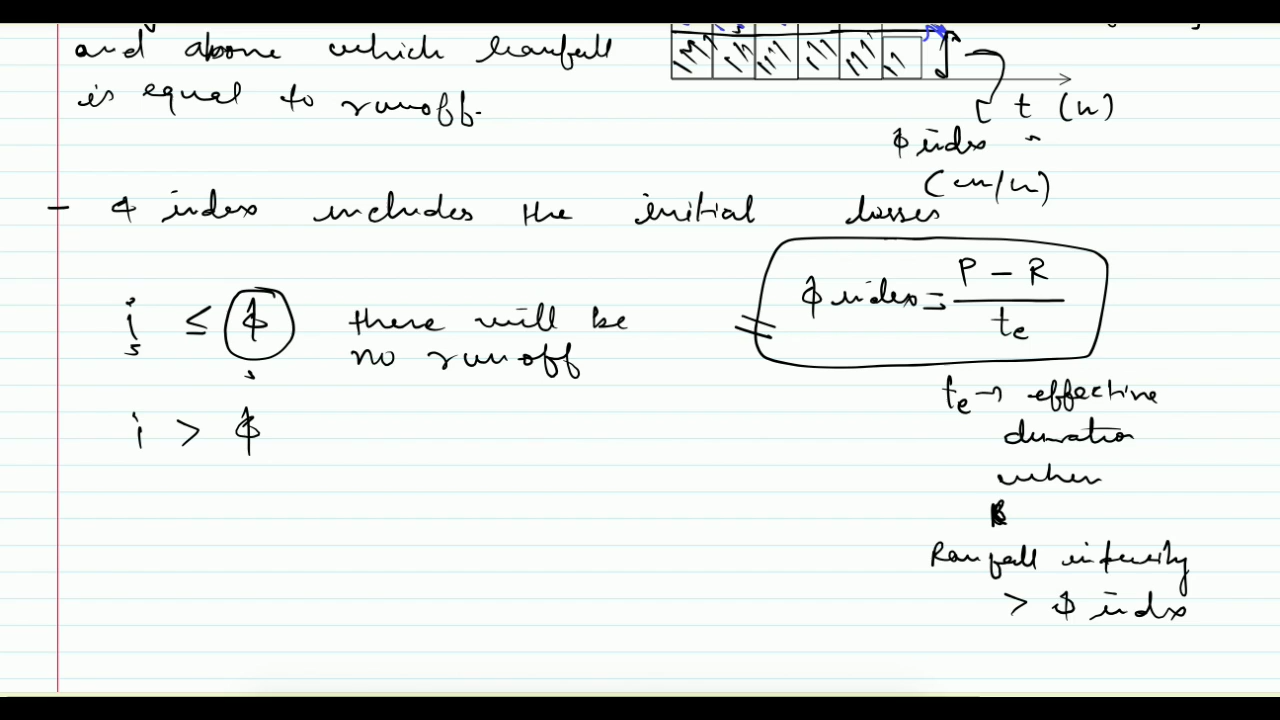 and above which rainfall
is equal to runoff.
t (h)
ϕ index
(cm/h)
- ϕ index includes the initial losses
i ≤ ϕ there will be
no runoff
ϕ index = P - R / te
i > ϕ
te → effective
duration
when
Rainfall intensity
> ϕ index